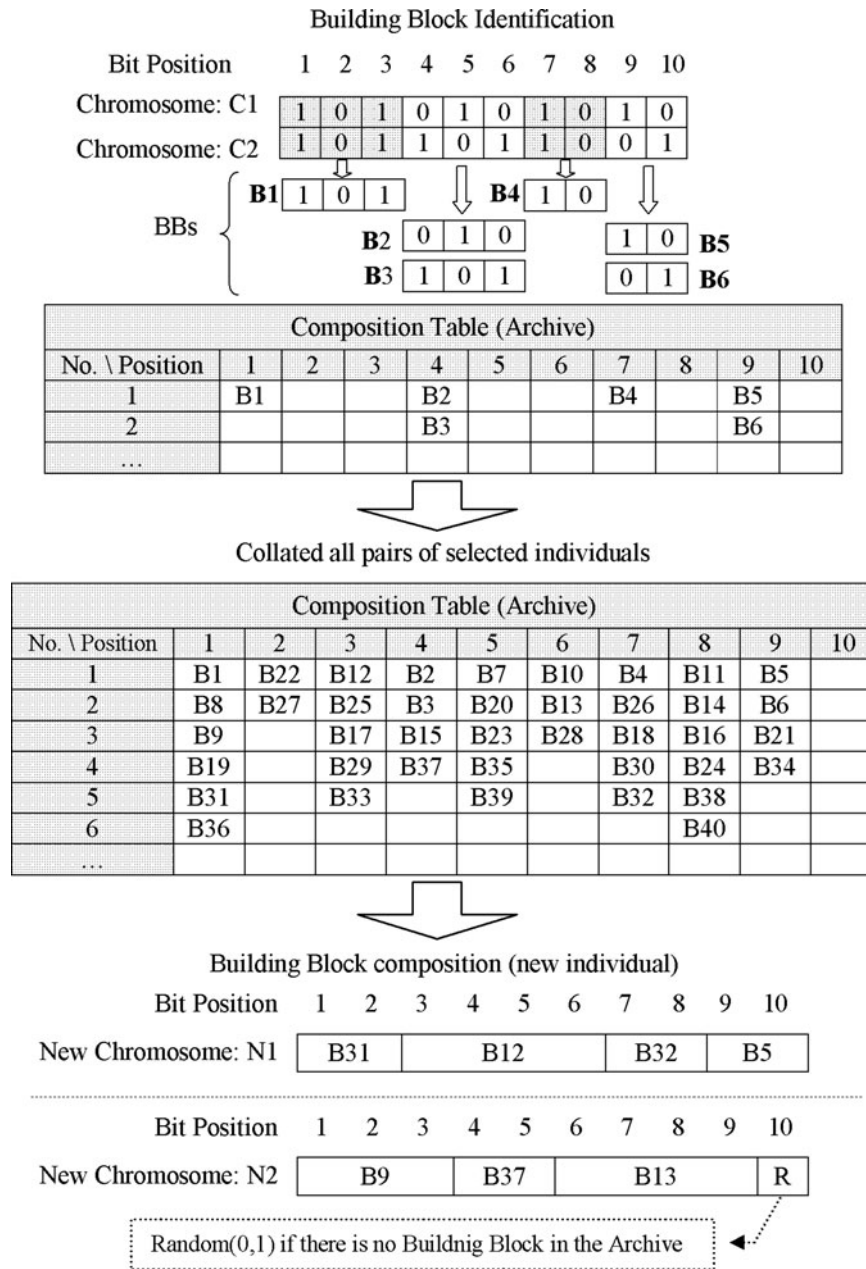 Building Block Identification
Bit Position 1 2 3 4 5 6 7 8 9 10
Chromosome: C1 1 0 1 0 1 0 1 0 1 0
Chromosome: C2 1 0 1 1 0 1 1 0 0 1
B1 1 0 1 B4 1 0
BBs
B2 0 1 0 1 0 B5
B3 1 0 1 0 1 B6
Composition Table (Archive)
No. \ Position 1 2 3 4 5 6 7 8 9 10
1 B1 B2 B4 B5
2 B3 B6
...
Collated all pairs of selected individuals
Composition Table (Archive)
No. \ Position 1 2 3 4 5 6 7 8 9 10
1 B1 B22 B12 B2 B7 B10 B4 B11 B5
2 B8 B27 B25 B3 B20 B13 B26 B14 B6
3 B9 B17 B15 B23 B28 B18 B16 B21
4 B19 B29 B37 B35 B30 B24 B34
5 B31 B33 B39 B32 B38
6 B36 B40
...
Building Block composition (new individual)
Bit Position 1 2 3 4 5 6 7 8 9 10
New Chromosome: N1 B31 B12 B32 B5
Bit Position 1 2 3 4 5 6 7 8 9 10
New Chromosome: N2 B9 B37 B13 R
Random(0,1) if there is no Buildnig Block in the Archive